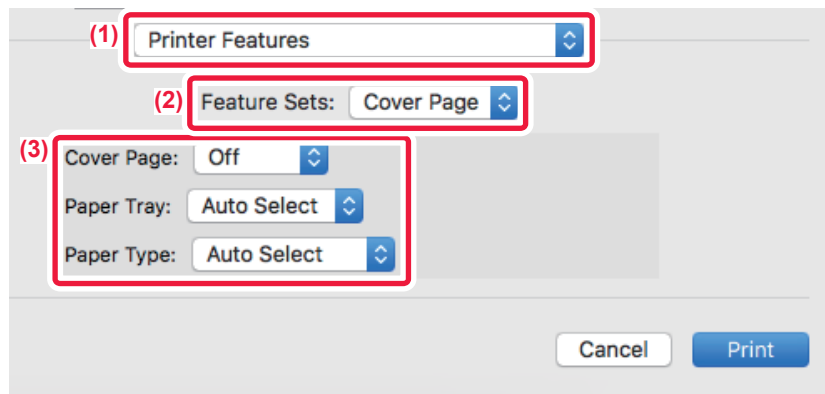 (1) Printer Features
(2) Feature Sets: Cover Page
(3) Cover Page: Off
Paper Tray: Auto Select
Paper Type: Auto Select
Cancel Print